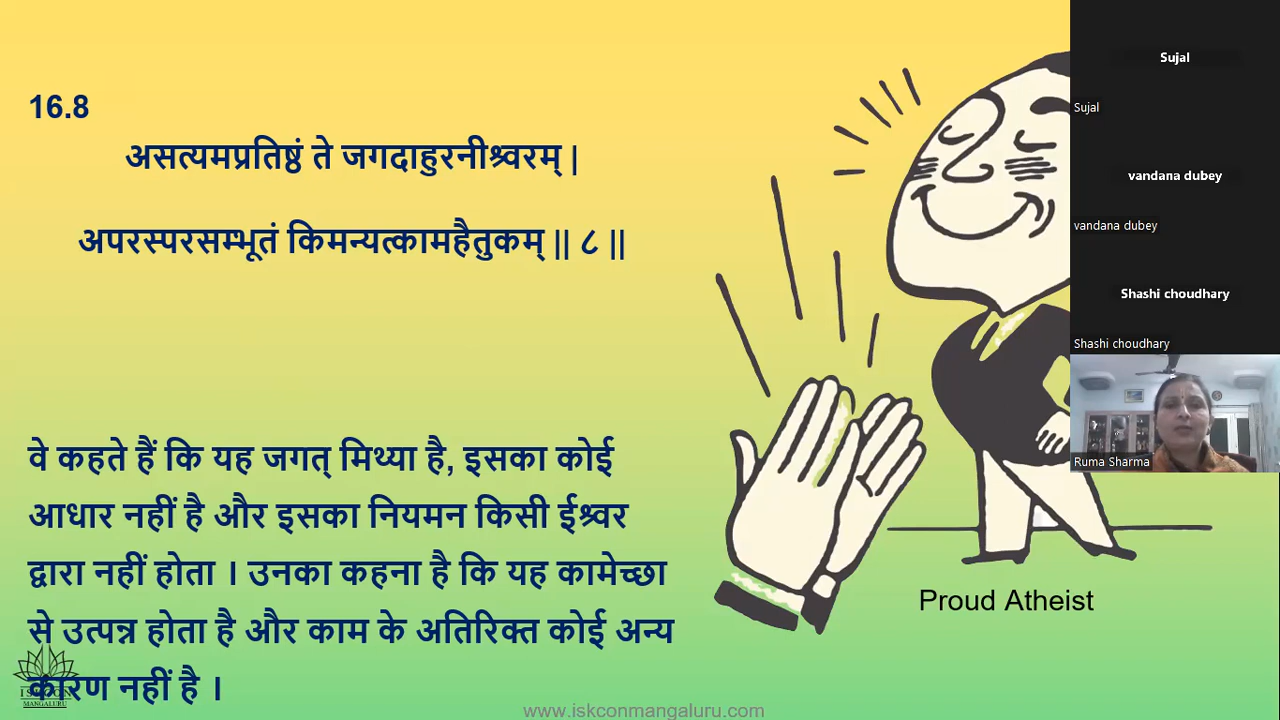 16.8
असत्यमप्रतिष्ठं ते जगदाहुरनीश्र्वरम् |
अपरस्परसम्भूतं किमन्यत्कामहैतुकम् || ८ ||
वे कहते हैं कि यह जगत् मिथ्या है, इसका कोई
आधार नहीं है और इसका नियमन किसी ईश्र्वर
द्वारा नहीं होता । उनका कहना है कि यह कामेच्छा
से उत्पन्न होता है और काम के अतिरिक्त कोई अन्य
कारण नहीं है ।
ISKCON
MANGALURU
Proud Atheist
www.iskconmangaluru.com
Sujal
Sujal
vandana dubey
vandana dubey
Shashi choudhary
Shashi choudhary
Ruma Sharma